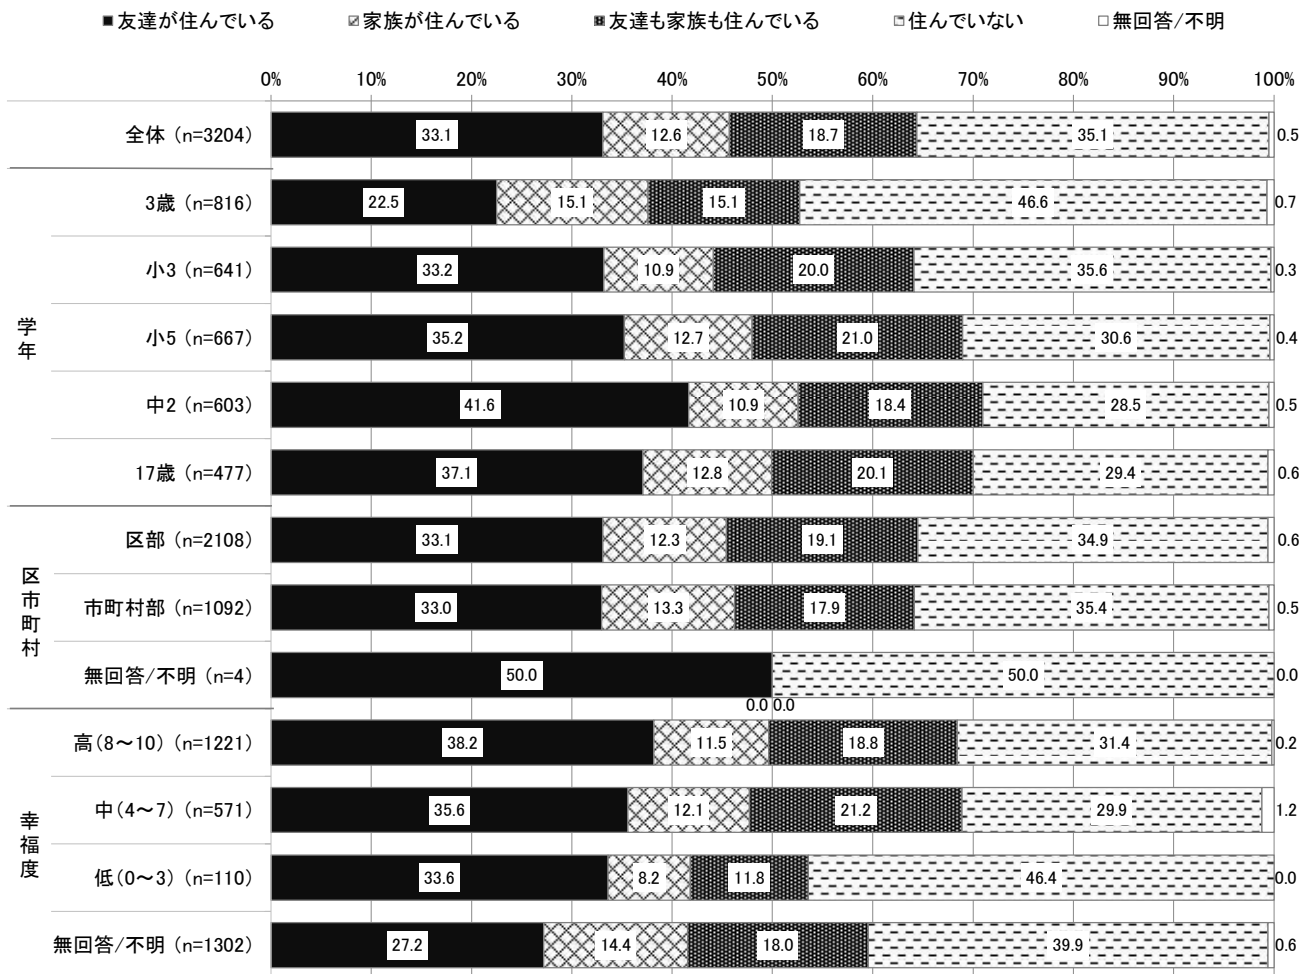 友達が住んでいる 家族が住んでいる 友達も家族も住んでいる 住んでいない 無回答/不明
0% 10% 20% 30% 40% 50% 60% 70% 80% 90% 100%
全体 (n=3204) 33.1 12.6 18.7 35.1 0.5
学年
3歳 (n=816) 22.5 15.1 15.1 46.6 0.7
小3 (n=641) 33.2 10.9 20.0 35.6 0.3
小5 (n=667) 35.2 12.7 21.0 30.6 0.4
中2 (n=603) 41.6 10.9 18.4 28.5 0.5
17歳 (n=477) 37.1 12.8 20.1 29.4 0.6
区市町村
区部 (n=2108) 33.1 12.3 19.1 34.9 0.6
市町村部 (n=1092) 33.0 13.3 17.9 35.4 0.5
無回答/不明 (n=4) 50.0 50.0 0.0
0.0 0.0
幸福度
高(8～10) (n=1221) 38.2 11.5 18.8 31.4 0.2
中(4～7) (n=571) 35.6 12.1 21.2 29.9 1.2
低(0～3) (n=110) 33.6 8.2 11.8 46.4 0.0
無回答/不明 (n=1302) 27.2 14.4 18.0 39.9 0.6